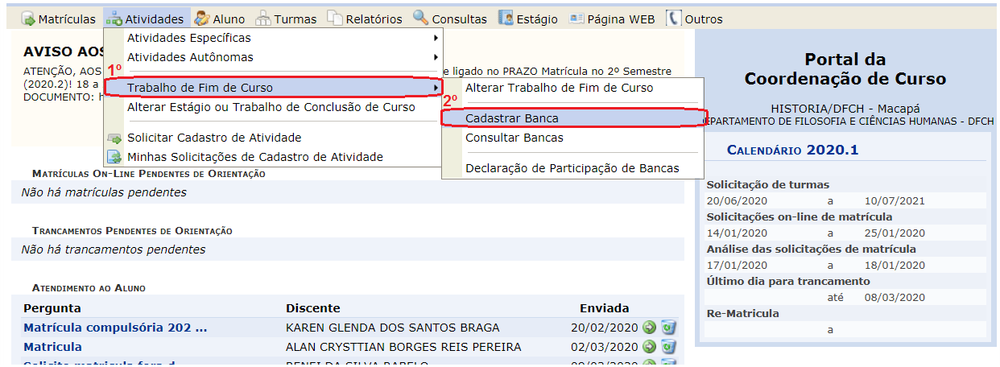 Matrículas Atividades Aluno Turmas Relatórios Consultas Estágio Página WEB Outros
Atividades Específicas
Atividades Autônomas
1º
Trabalho de Fim de Curso
Alterar Estágio ou Trabalho de Conclusão de Curso
Solicitar Cadastro de Atividade
Minhas Solicitações de Cadastro de Atividade
2º
Alterar Trabalho de Fim de Curso
Cadastrar Banca
Consultar Bancas
Declaração de Participação de Bancas
AVISO AOS
ATENÇÃO, AOS e ligado no PRAZO Matrícula no 2º Semestre
(2020.2)! 18 a
DOCUMENTO:
Matrículas On-Line Pendentes de Orientação
Não há matrículas pendentes
Trancamentos Pendentes de Orientação
Não há trancamentos pendentes
Atendimento ao Aluno
Pergunta Discente Enviada
Matrícula compulsória 202 ... KAREN GLENDA DOS SANTOS BRAGA 20/02/2020
Matricula ALAN CRYSTTIAN BORGES REIS PEREIRA 02/03/2020
Portal da
Coordenação de Curso
HISTORIA/DFCH - Macapá
DEPARTAMENTO DE FILOSOFIA E CIÊNCIAS HUMANAS - DFCH
Calendário 2020.1
Solicitação de turmas
20/06/2020 a 10/07/2021
Solicitações on-line de matrícula
14/01/2020 a 25/01/2020
Análise das solicitações de matrícula
17/01/2020 a 18/01/2020
Último dia para trancamento
até 08/03/2020
Re-Matricula
a